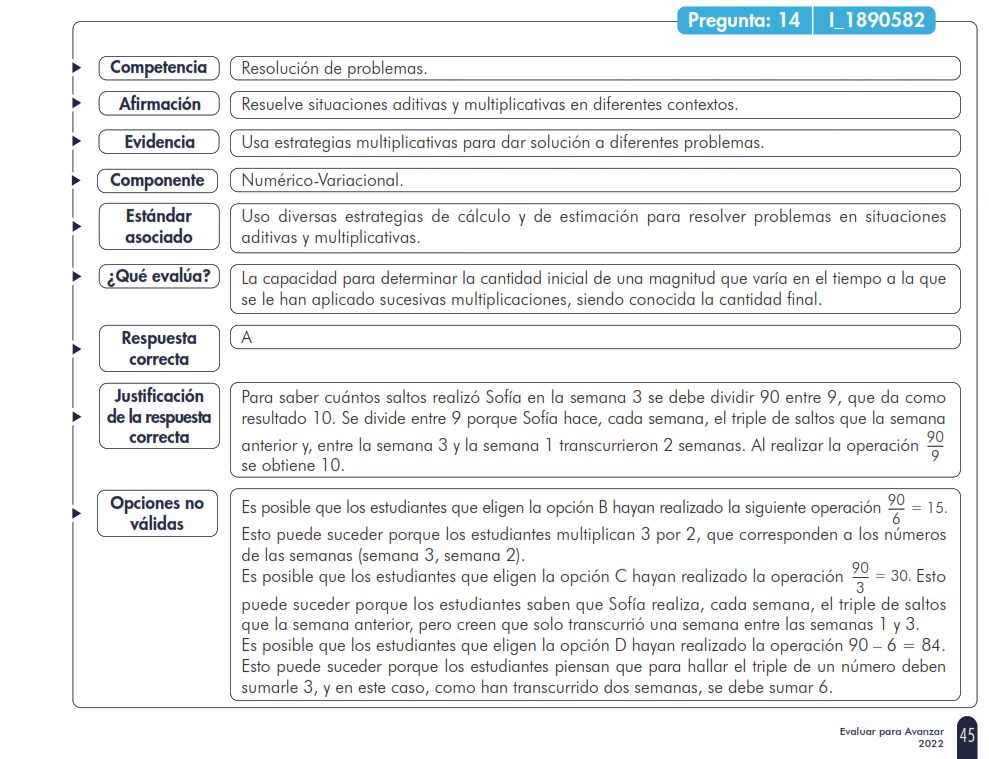 Pregunta: 14 I_1890582
Competencia
Resolución de problemas.
Afirmación
Resuelve situaciones aditivas y multiplicativas en diferentes contextos.
Evidencia
Usa estrategias multiplicativas para dar solución a diferentes problemas.
Componente
Numérico-Variacional.
Estándar
asociado
Uso diversas estrategias de cálculo y de estimación para resolver problemas en situaciones
aditivas y multiplicativas.
¿Qué evalúa?
La capacidad para determinar la cantidad inicial de una magnitud que varía en el tiempo a la que
se le han aplicado sucesivas multiplicaciones, siendo conocida la cantidad final.
Respuesta
correcta
A
Justificación
de la respuesta
correcta
Para saber cuántos saltos realizó Sofía en la semana 3 se debe dividir 90 entre 9, que da como
resultado 10. Se divide entre 9 porque Sofía hace, cada semana, el triple de saltos que la semana
anterior y, entre la semana 3 y la semana 1 transcurrieron 2 semanas. Al realizar la operación 90/9
se obtiene 10.
Opciones no
válidas
Es posible que los estudiantes que eligen la opción B hayan realizado la siguiente operación 90/6 = 15.
Esto puede suceder porque los estudiantes multiplican 3 por 2, que corresponden a los números
de las semanas (semana 3, semana 2).
Es posible que los estudiantes que eligen la opción C hayan realizado la operación 90/3 = 30. Esto
puede suceder porque los estudiantes saben que Sofía realiza, cada semana, el triple de saltos
que la semana anterior, pero creen que solo transcurrió una semana entre las semanas 1 y 3.
Es posible que los estudiantes que eligen la opción D hayan realizado la operación 90 – 6 = 84.
Esto puede suceder porque los estudiantes piensan que para hallar el triple de un número deben
sumarle 3, y en este caso, como han transcurrido dos semanas, se debe sumar 6.
Evaluar para Avanzar
2022
45